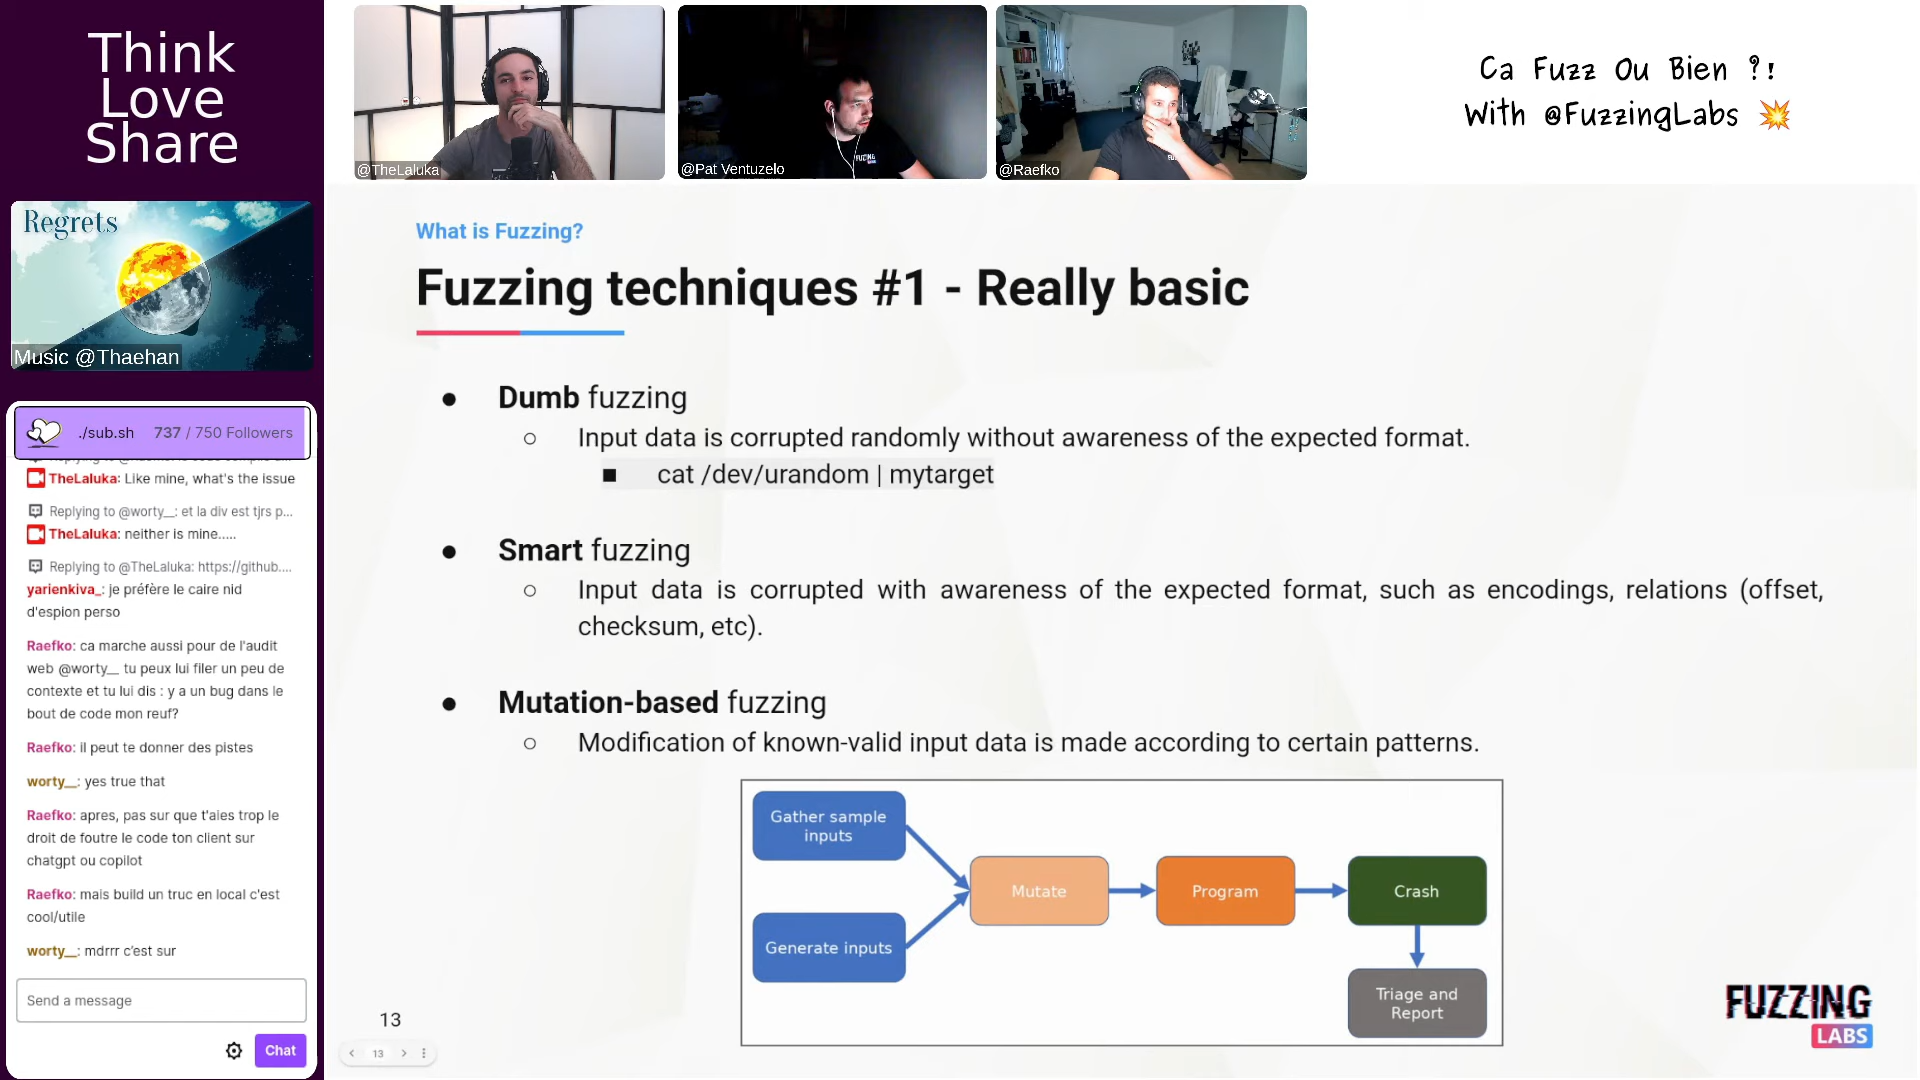 Think
Love
Share
Regrets
Music @Thaehan
./sub.sh 737 / 750 Followers
TheLaluka: Like mine, what's the issue
Replying to @worty__: et la div est tjrs p...
TheLaluka: neither is mine.....
Replying to @TheLaluka: https://github....
yarienkiva_: je préfère le caire nid
d'espion perso
Raefko: ca marche aussi pour de l'audit
web @worty__ tu peux lui filer un peu de
contexte et tu lui dis : y a un bug dans le
bout de code mon reuf?
Raefko: il peut te donner des pistes
worty__: yes true that
Raefko: apres, pas sur que t'aies trop le
droit de foutre le code ton client sur
chatgpt ou copilot
Raefko: mais build un truc en local c'est
cool/utile
worty__: mdrrr c'est sur
Send a message
Chat
@TheLaluka
@Pat Ventuzelo
@Raefko
Ca Fuzz Ou Bien ?!
With @FuzzingLabs 💥
What is Fuzzing?
Fuzzing techniques #1 - Really basic
● Dumb fuzzing
○ Input data is corrupted randomly without awareness of the expected format.
■ cat /dev/urandom | mytarget
● Smart fuzzing
○ Input data is corrupted with awareness of the expected format, such as encodings, relations (offset,
checksum, etc).
● Mutation-based fuzzing
○ Modification of known-valid input data is made according to certain patterns.
Gather sample
inputs
Generate inputs
Mutate
Program
Crash
Triage and
Report
13
13
FUZZING
LABS